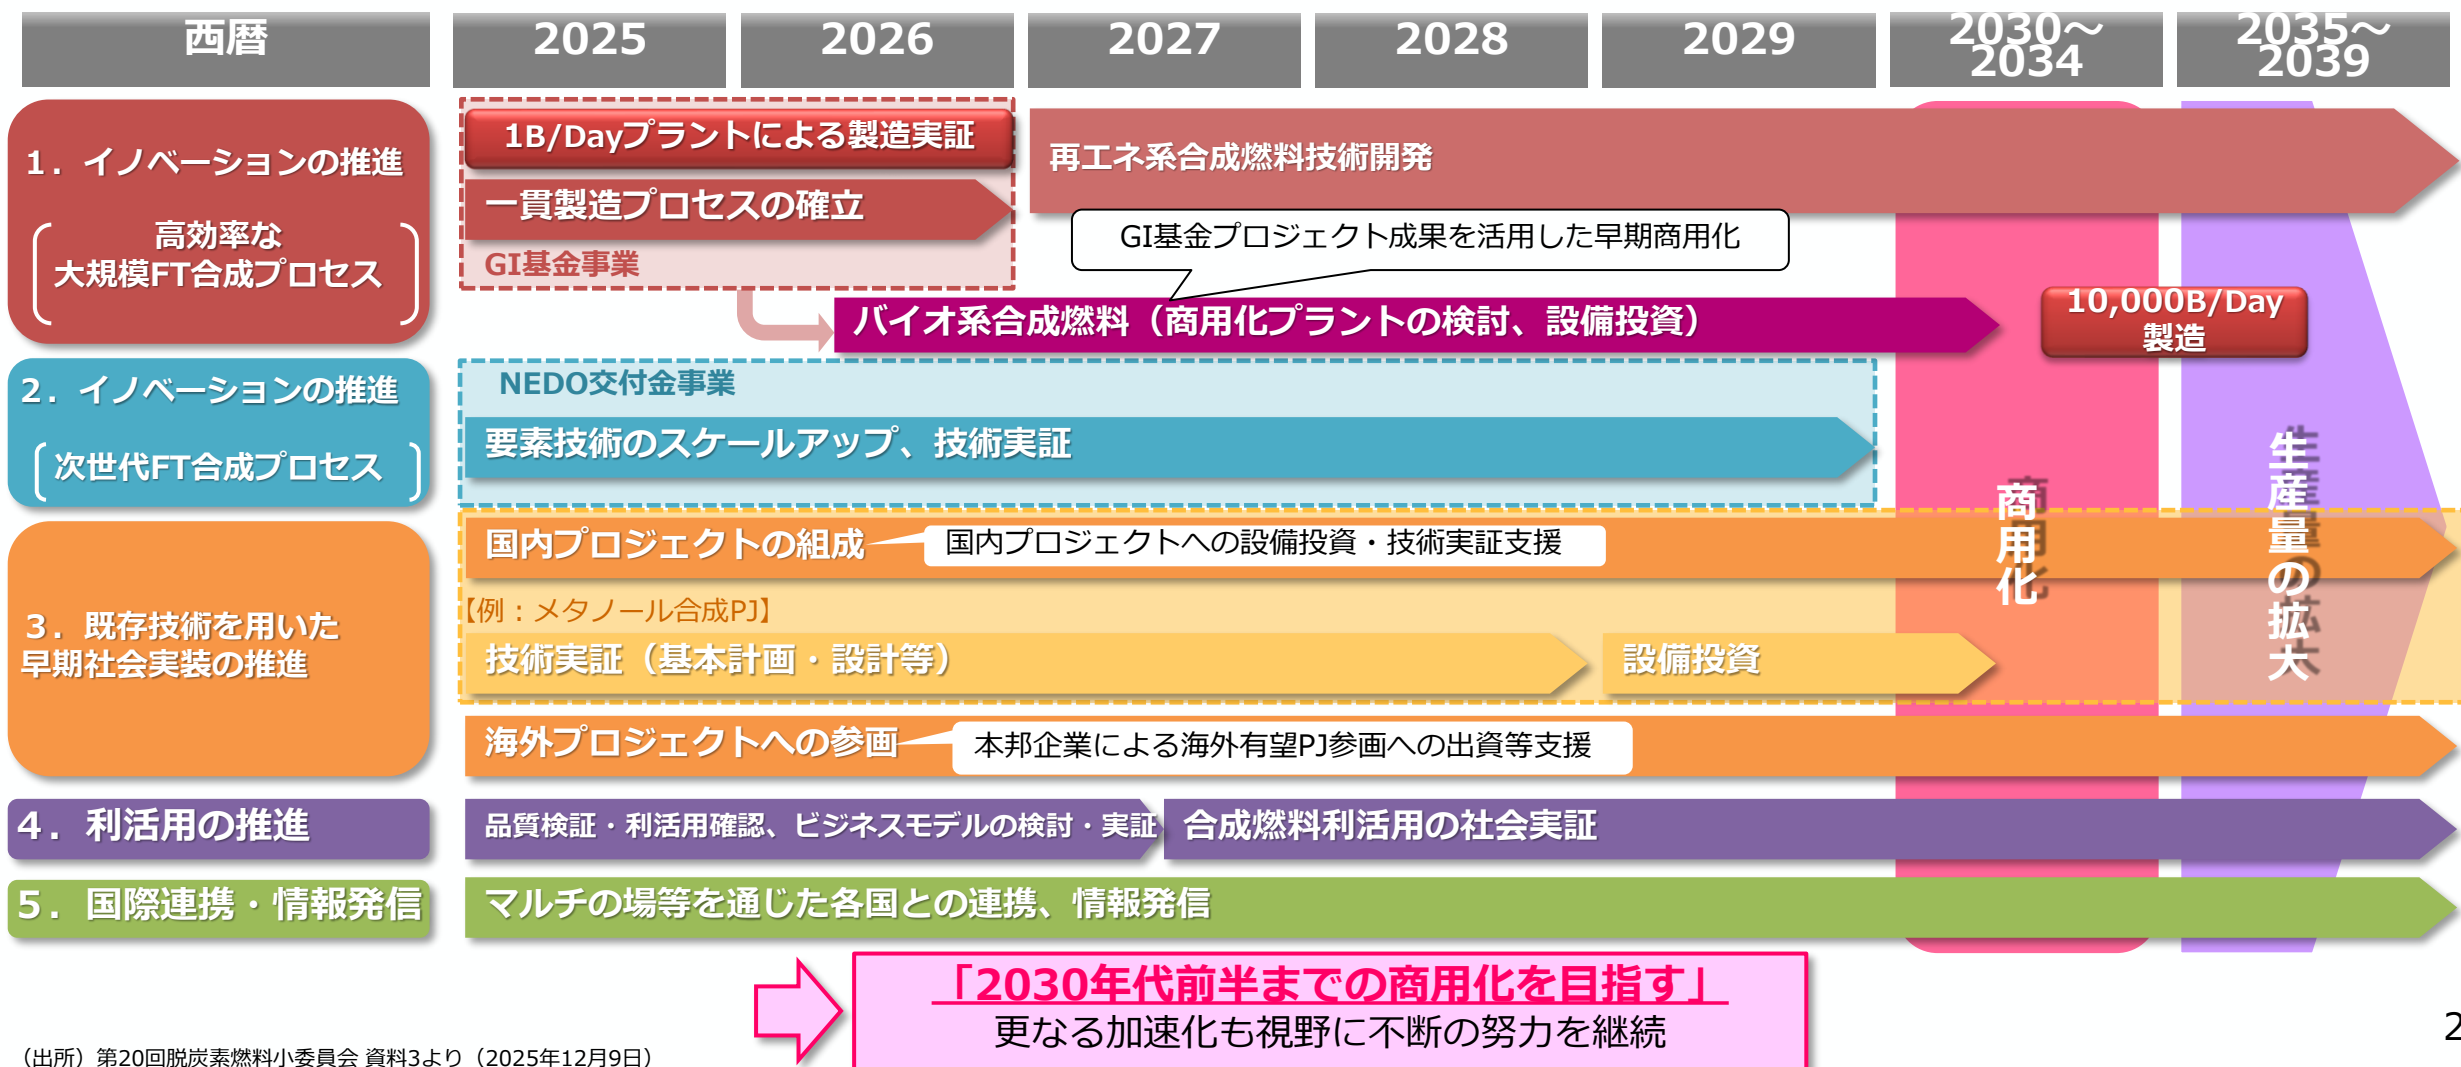 西暦
2025
2026
2027
2028
2029
2030～
2034
2035～
2039
1．イノベーションの推進
高効率な
大規模FT合成プロセス
1B/Dayプラントによる製造実証
一貫製造プロセスの確立
GI基金事業
再エネ系合成燃料技術開発
GI基金プロジェクト成果を活用した早期商用化
バイオ系合成燃料（商用化プラントの検討、設備投資）
10,000B/Day
製造
2．イノベーションの推進
次世代FT合成プロセス
NEDO交付金事業
要素技術のスケールアップ、技術実証
商用化
生産量の拡大
3．既存技術を用いた
早期社会実装の推進
国内プロジェクトの組成
国内プロジェクトへの設備投資・技術実証支援
【例：メタノール合成PJ】
技術実証（基本計画・設計等）
設備投資
海外プロジェクトへの参画
本邦企業による海外有望PJ参画への出資等支援
4．利活用の推進
品質検証・利活用確認、ビジネスモデルの検討・実証
合成燃料利活用の社会実証
5．国際連携・情報発信
マルチの場等を通じた各国との連携、情報発信
「2030年代前半までの商用化を目指す」
更なる加速化も視野に不断の努力を継続
（出所）第20回脱炭素燃料小委員会 資料3より（2025年12月9日）
2